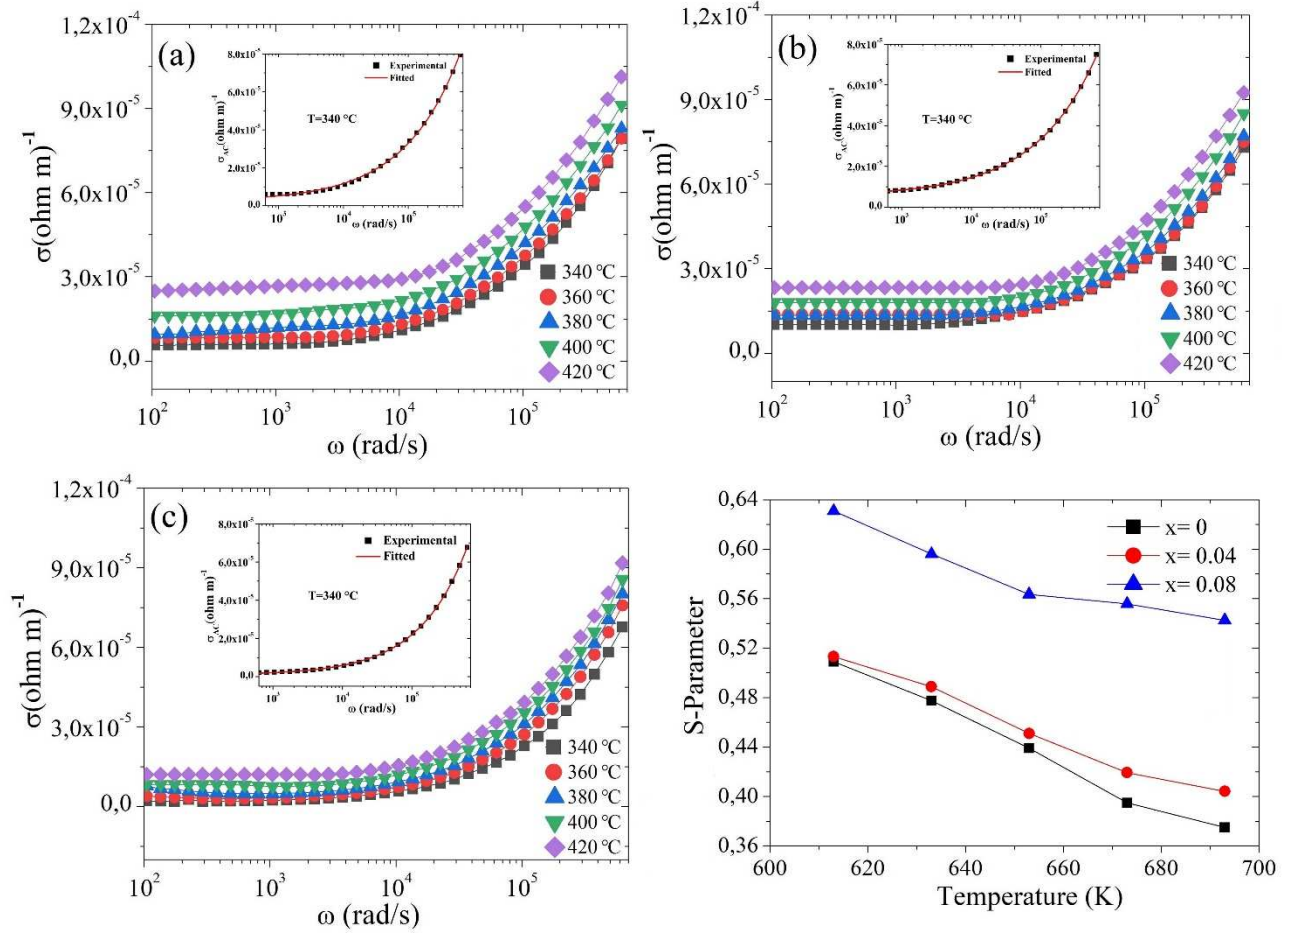 (a)
1,2x10⁻⁴
9,0x10⁻⁵
6,0x10⁻⁵
3,0x10⁻⁵
0,0
σ(ohm m)⁻¹
10² 10³ 10⁴ 10⁵
ω (rad/s)
340 °C
360 °C
380 °C
400 °C
420 °C
8,0x10⁻⁵
6,0x10⁻⁵
4,0x10⁻⁵
2,0x10⁻⁵
0,0
σAC(ohm m)⁻¹
Experimental
Fitted
T=340 °C
10³ 10⁴ 10⁵
ω (rad/s)
(b)
1,2x10⁻⁴
9,0x10⁻⁵
6,0x10⁻⁵
3,0x10⁻⁵
0,0
σ(ohm m)⁻¹
10² 10³ 10⁴ 10⁵
ω (rad/s)
340 °C
360 °C
380 °C
400 °C
420 °C
8,0x10⁻⁵
6,0x10⁻⁵
4,0x10⁻⁵
2,0x10⁻⁵
0,0
σAC(ohm m)⁻¹
Experimental
Fitted
T=340 °C
10³ 10⁴ 10⁵
ω (rad/s)
(c)
1,2x10⁻⁴
9,0x10⁻⁵
6,0x10⁻⁵
3,0x10⁻⁵
0,0
σ(ohm m)⁻¹
10² 10³ 10⁴ 10⁵
ω (rad/s)
340 °C
360 °C
380 °C
400 °C
420 °C
8,0x10⁻⁵
6,0x10⁻⁵
4,0x10⁻⁵
2,0x10⁻⁵
0,0
σAC(ohm m)⁻¹
Experimental
Fitted
T=340 °C
10³ 10⁴ 10⁵
ω (rad/s)
0,64
0,60
0,56
0,52
0,48
0,44
0,40
0,36
S-Parameter
x= 0
x= 0.04
x= 0.08
600 620 640 660 680 700
Temperature (K)